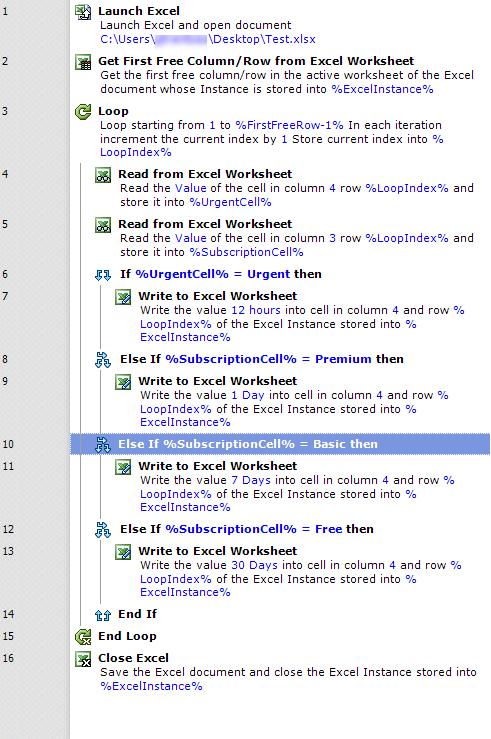 1 Launch Excel
Launch Excel and open document
C:\Users\ \Desktop\Test.xlsx
2 Get First Free Column/Row from Excel Worksheet
Get the first free column/row in the active worksheet of the Excel
document whose Instance is stored into %ExcelInstance%
3 Loop
Loop starting from 1 to %FirstFreeRow-1% In each iteration
increment the current index by 1 Store current index into %
LoopIndex%
4 Read from Excel Worksheet
Read the Value of the cell in column 4 row %LoopIndex% and
store it into %UrgentCell%
5 Read from Excel Worksheet
Read the Value of the cell in column 3 row %LoopIndex% and
store it into %SubscriptionCell%
6 If %UrgentCell% = Urgent then
7 Write to Excel Worksheet
Write the value 12 hours into cell in column 4 and row %
LoopIndex% of the Excel Instance stored into %
ExcelInstance%
8 Else If %SubscriptionCell% = Premium then
9 Write to Excel Worksheet
Write the value 1 Day into cell in column 4 and row %
LoopIndex% of the Excel Instance stored into %
ExcelInstance%
10 Else If %SubscriptionCell% = Basic then
11 Write to Excel Worksheet
Write the value 7 Days into cell in column 4 and row %
LoopIndex% of the Excel Instance stored into %
ExcelInstance%
12 Else If %SubscriptionCell% = Free then
13 Write to Excel Worksheet
Write the value 30 Days into cell in column 4 and row %
LoopIndex% of the Excel Instance stored into %
ExcelInstance%
14 End If
15 End Loop
16 Close Excel
Save the Excel document and close the Excel Instance stored into
%ExcelInstance%